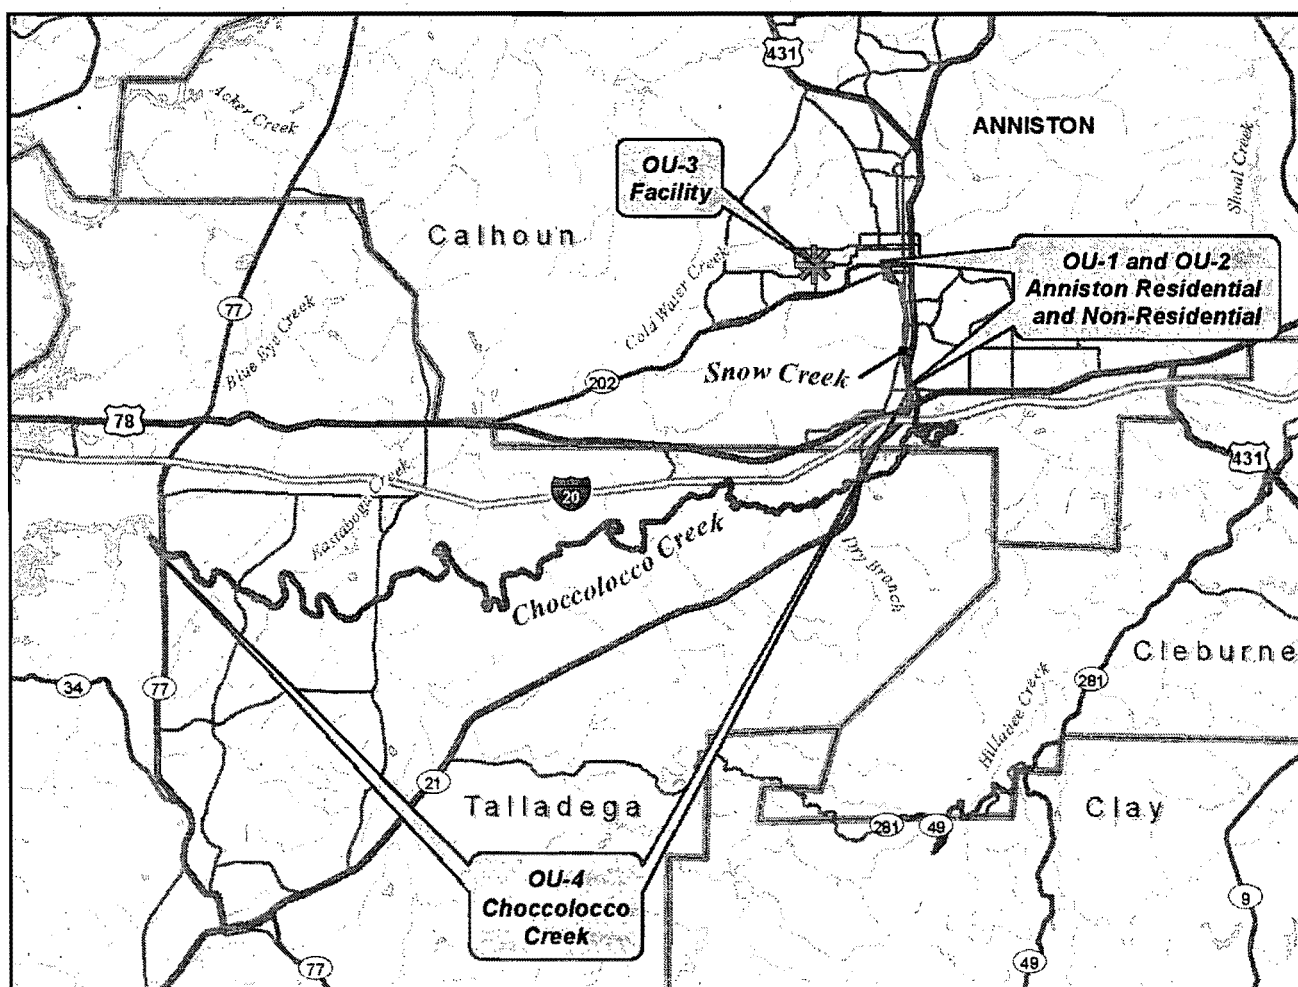 431
Acker Creek
ANNISTON
OU-3
Facility
Shoal Creek
Calhoun
OU-1 and OU-2
Anniston Residential
and Non-Residential
Cold Water Creek
77
Blue Eye Creek
Snow Creek
202
78
431
20
Eastaboga Creek
Choccolocco Creek
Dry Branch
Cleburne
34
77
281
Hillabee Creek
21
Talladega
Clay
281
49
OU-4
Choccolocco
Creek
9
77
49